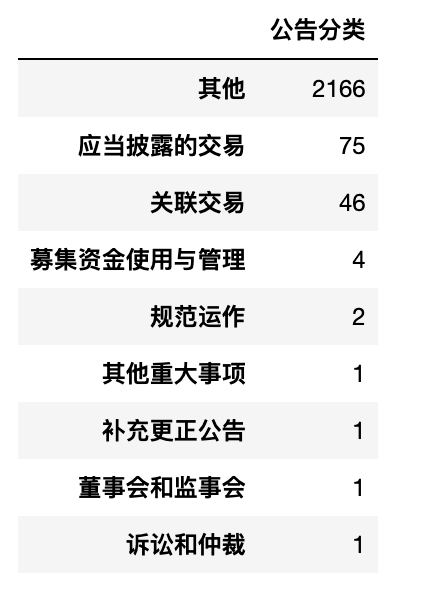 公告分类
其他 2166
应当披露的交易 75
关联交易 46
募集资金使用与管理 4
规范运作 2
其他重大事项 1
补充更正公告 1
董事会和监事会 1
诉讼和仲裁 1